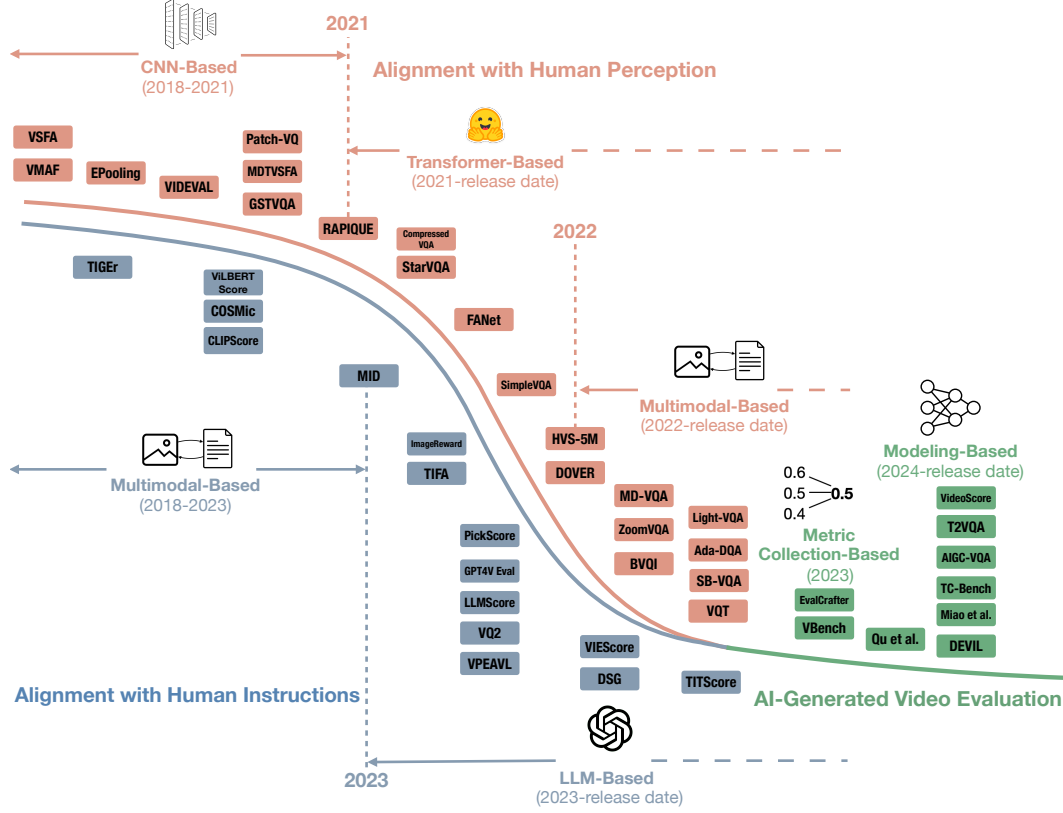 2021
CNN-Based
(2018-2021)
Alignment with Human Perception
VSFA
VMAF
EPooling
VIDEVAL
Patch-VQ
MDTVSFA
GSTVQA
Transformer-Based
(2021-release date)
RAPIQUE
Compressed
VQA
StarVQA
2022
TIGEr
ViLBERT
Score
COSMic
CLIPScore
FANet
MID
SimpleVQA
Multimodal-Based
(2022-release date)
ImageReward
TIFA
HVS-5M
DOVER
Modeling-Based
(2024-release date)
Multimodal-Based
(2018-2023)
MD-VQA
ZoomVQA
BVQI
Light-VQA
Ada-DQA
SB-VQA
VQT
0.6
0.5
0.4
0.5
Metric
Collection-Based
(2023)
EvalCrafter
VBench
Qu et al.
VideoScore
T2VQA
AIGC-VQA
TC-Bench
Miao et al.
DEVIL
PickScore
GPT4V Eval
LLMScore
VQ2
VPEAVL
VIEScore
DSG
TITScore
Alignment with Human Instructions
AI-Generated Video Evaluation
2023
LLM-Based
(2023-release date)